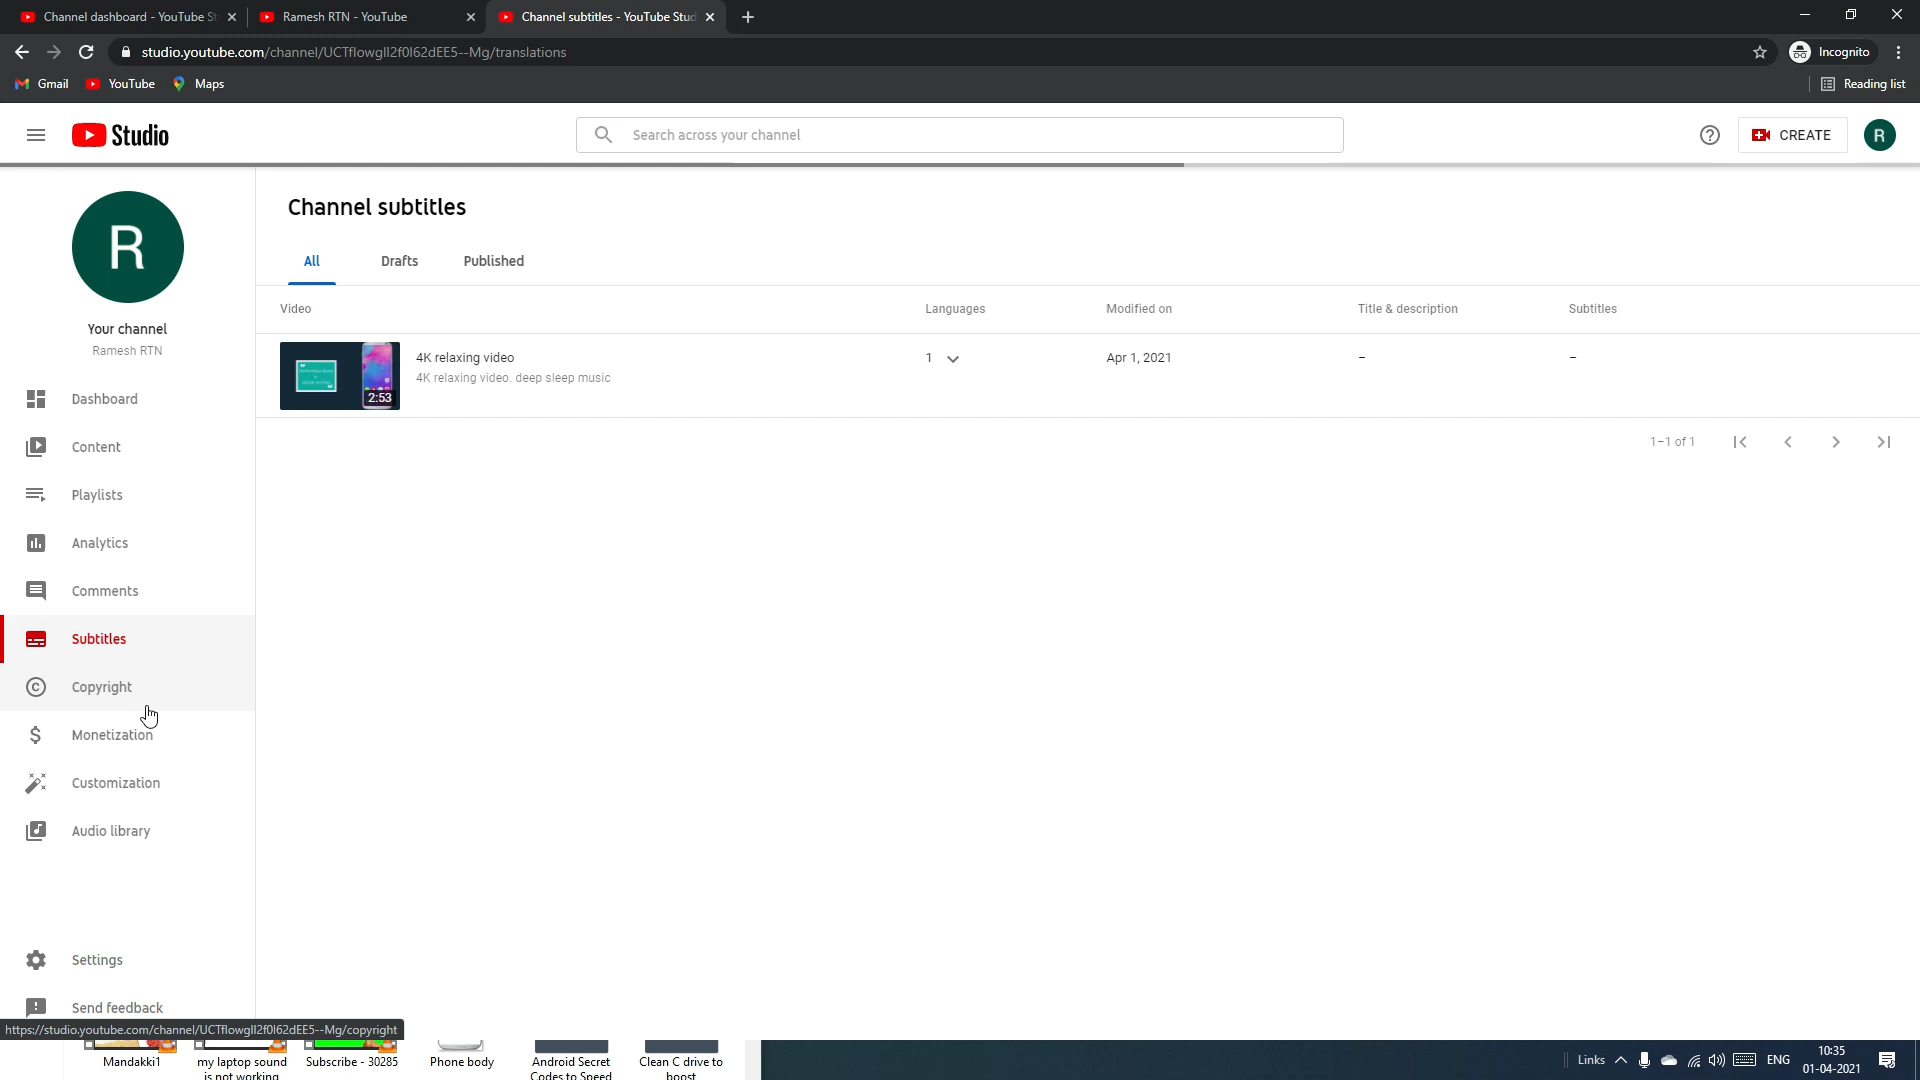 Channel dashboard - YouTube St
Ramesh RTN - YouTube
Channel subtitles - YouTube Stud
studio.youtube.com/channel/UCTflowgII2f0I62dEE5--Mg/translations
Incognito
Gmail
YouTube
Maps
Reading list
Studio
Search across your channel
CREATE
R
R
Your channel
Ramesh RTN
Dashboard
Content
Playlists
Analytics
Comments
Subtitles
Copyright
Monetization
Customization
Audio library
Settings
Send feedback
Channel subtitles
All
Drafts
Published
Video
Languages
Modified on
Title & description
Subtitles
2:53
4K relaxing video
4K relaxing video. deep sleep music
1
Apr 1, 2021
–
–
1–1 of 1
https://studio.youtube.com/channel/UCTflowgII2f0I62dEE5--Mg/copyright
Mandakki1
my laptop sound
is not working
Subscribe - 30285
Phone body
Android Secret
Codes to Speed
Clean C drive to
boost
Links
ENG
10:35
01-04-2021